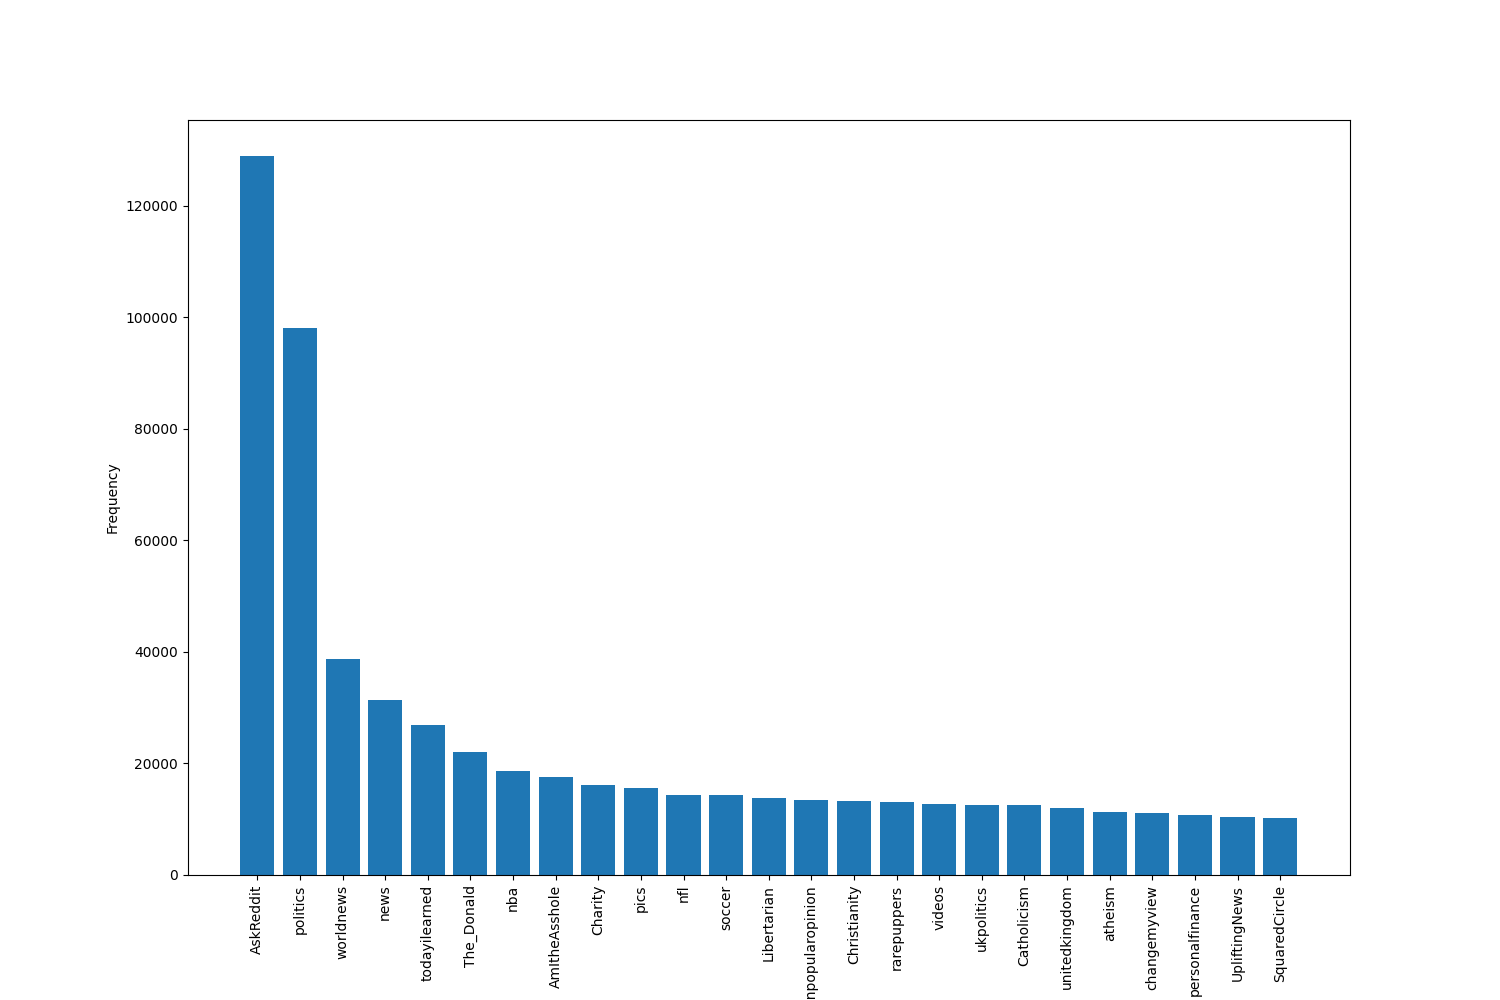 120000
100000
80000
60000
40000
20000
0
Frequency
AskReddit
politics
worldnews
news
todayilearned
The_Donald
nba
AmItheAsshole
Charity
pics
nfl
soccer
Libertarian
npopularopinion
Christianity
rarepuppers
videos
ukpolitics
Catholicism
unitedkingdom
atheism
changemyview
personalfinance
UpliftingNews
SquaredCircle